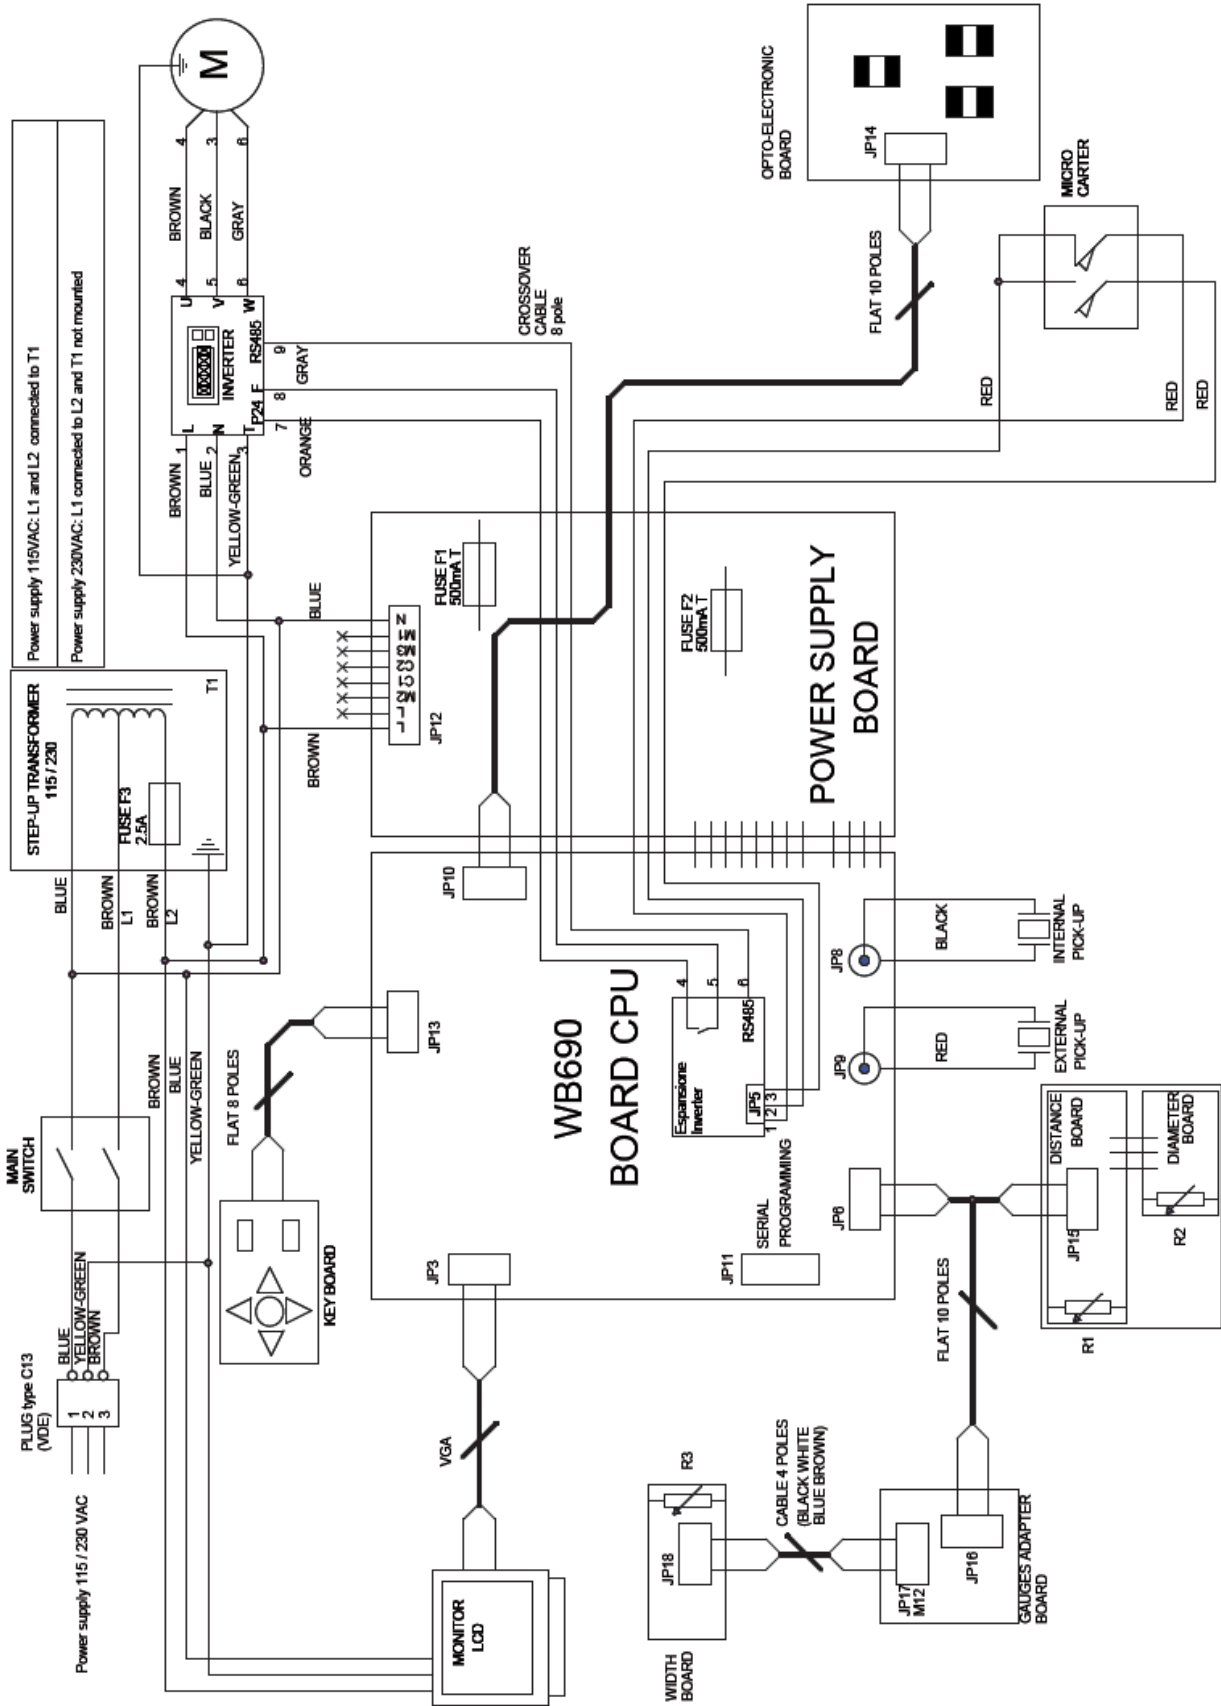 Power supply 115VAC: L1 and L2 connected to T1
Power supply 230VAC: L1 connected to L2 and T1 not mounted
PLUG type C13
(VDE)
Power supply 115 / 230 VAC
1
2
3
BLUE
YELLOW-GREEN
BROWN
MAIN
SWITCH
STEP-UP TRANSFORMER
115 / 230
FUSE F3
2.5A
T1
BLUE
BROWN
L1
BROWN
L2
BROWN
BLUE
YELLOW-GREEN
BROWN
1
BLUE
2
YELLOW-GREEN
3
L
N
T
INVERTER
U
V
W
P24
F
RS485
4
5
6
BROWN
BLACK
GRAY
4
3
6
M
7
ORANGE
8
9
GRAY
CROSSOVER
CABLE
8 pole
BROWN
BLUE
JP12
L
L
M2
C1
C2
M3
M1
N
FUSE F1
500mA T
FUSE F2
500mA T
POWER SUPPLY
BOARD
OPTO-ELECTRONIC
BOARD
JP14
FLAT 10 POLES
MICRO
CARTER
RED
RED
RED
KEY BOARD
FLAT 8 POLES
JP13
JP10
WB690
BOARD CPU
JP3
VGA
MONITOR
LCD
Espansione
Inverter
4
5
6
RS485
JP5
1
2
3
SERIAL
PROGRAMMING
JP11
JP6
JP8
BLACK
INTERNAL
PICK-UP
JP9
RED
EXTERNAL
PICK-UP
DISTANCE
BOARD
JP15
DIAMETER
BOARD
R1
R2
FLAT 10 POLES
WIDTH
BOARD
JP18
R3
CABLE 4 POLES
(BLACK WHITE
BLUE BROWN)
JP17
M12
JP16
GAUGES ADAPTER
BOARD